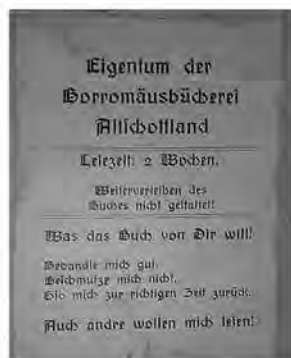 Eigentum der
Borromäusbücherei
Altschottland
Lesezeit: 2 Wochen.
Weiterverleihen des
Buches nicht gestattet!
Was das Buch von Dir will!
Behandle mich gut.
Beschmutze mich nicht.
Gib mich zur richtigen Zeit zurück.
Auch andre wollen mich lesen!